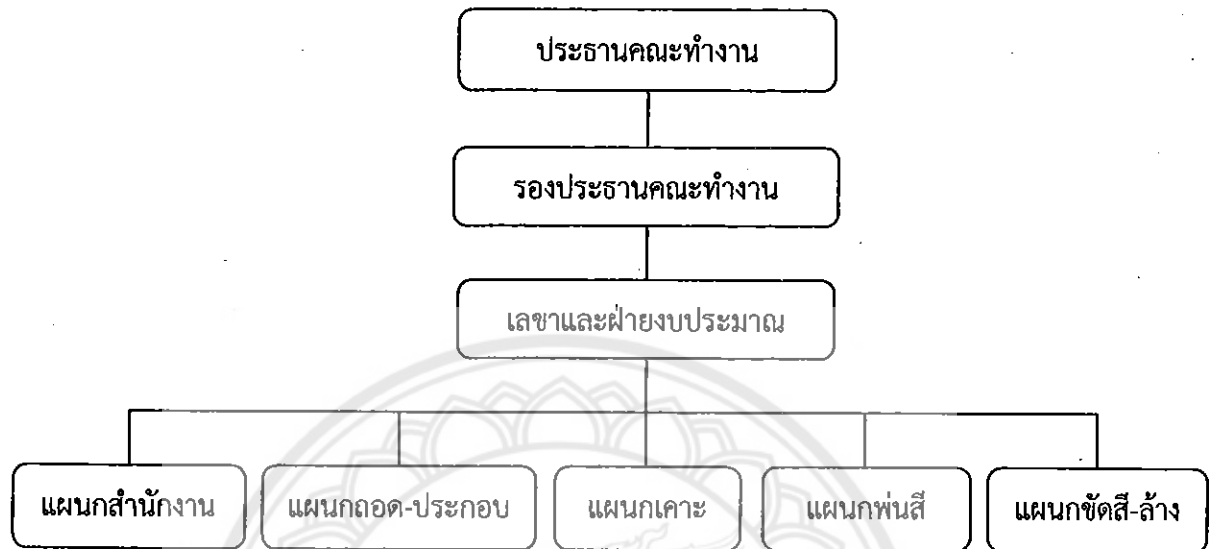 ประธานคณะทำงาน
รองประธานคณะทำงาน
เลขาและฝ่ายงบประมาณ
แผนกสำนักงาน
แผนกถอด-ประกอบ
แผนกเคาะ
แผนกพ่นสี
แผนกขัดสี-ล้าง